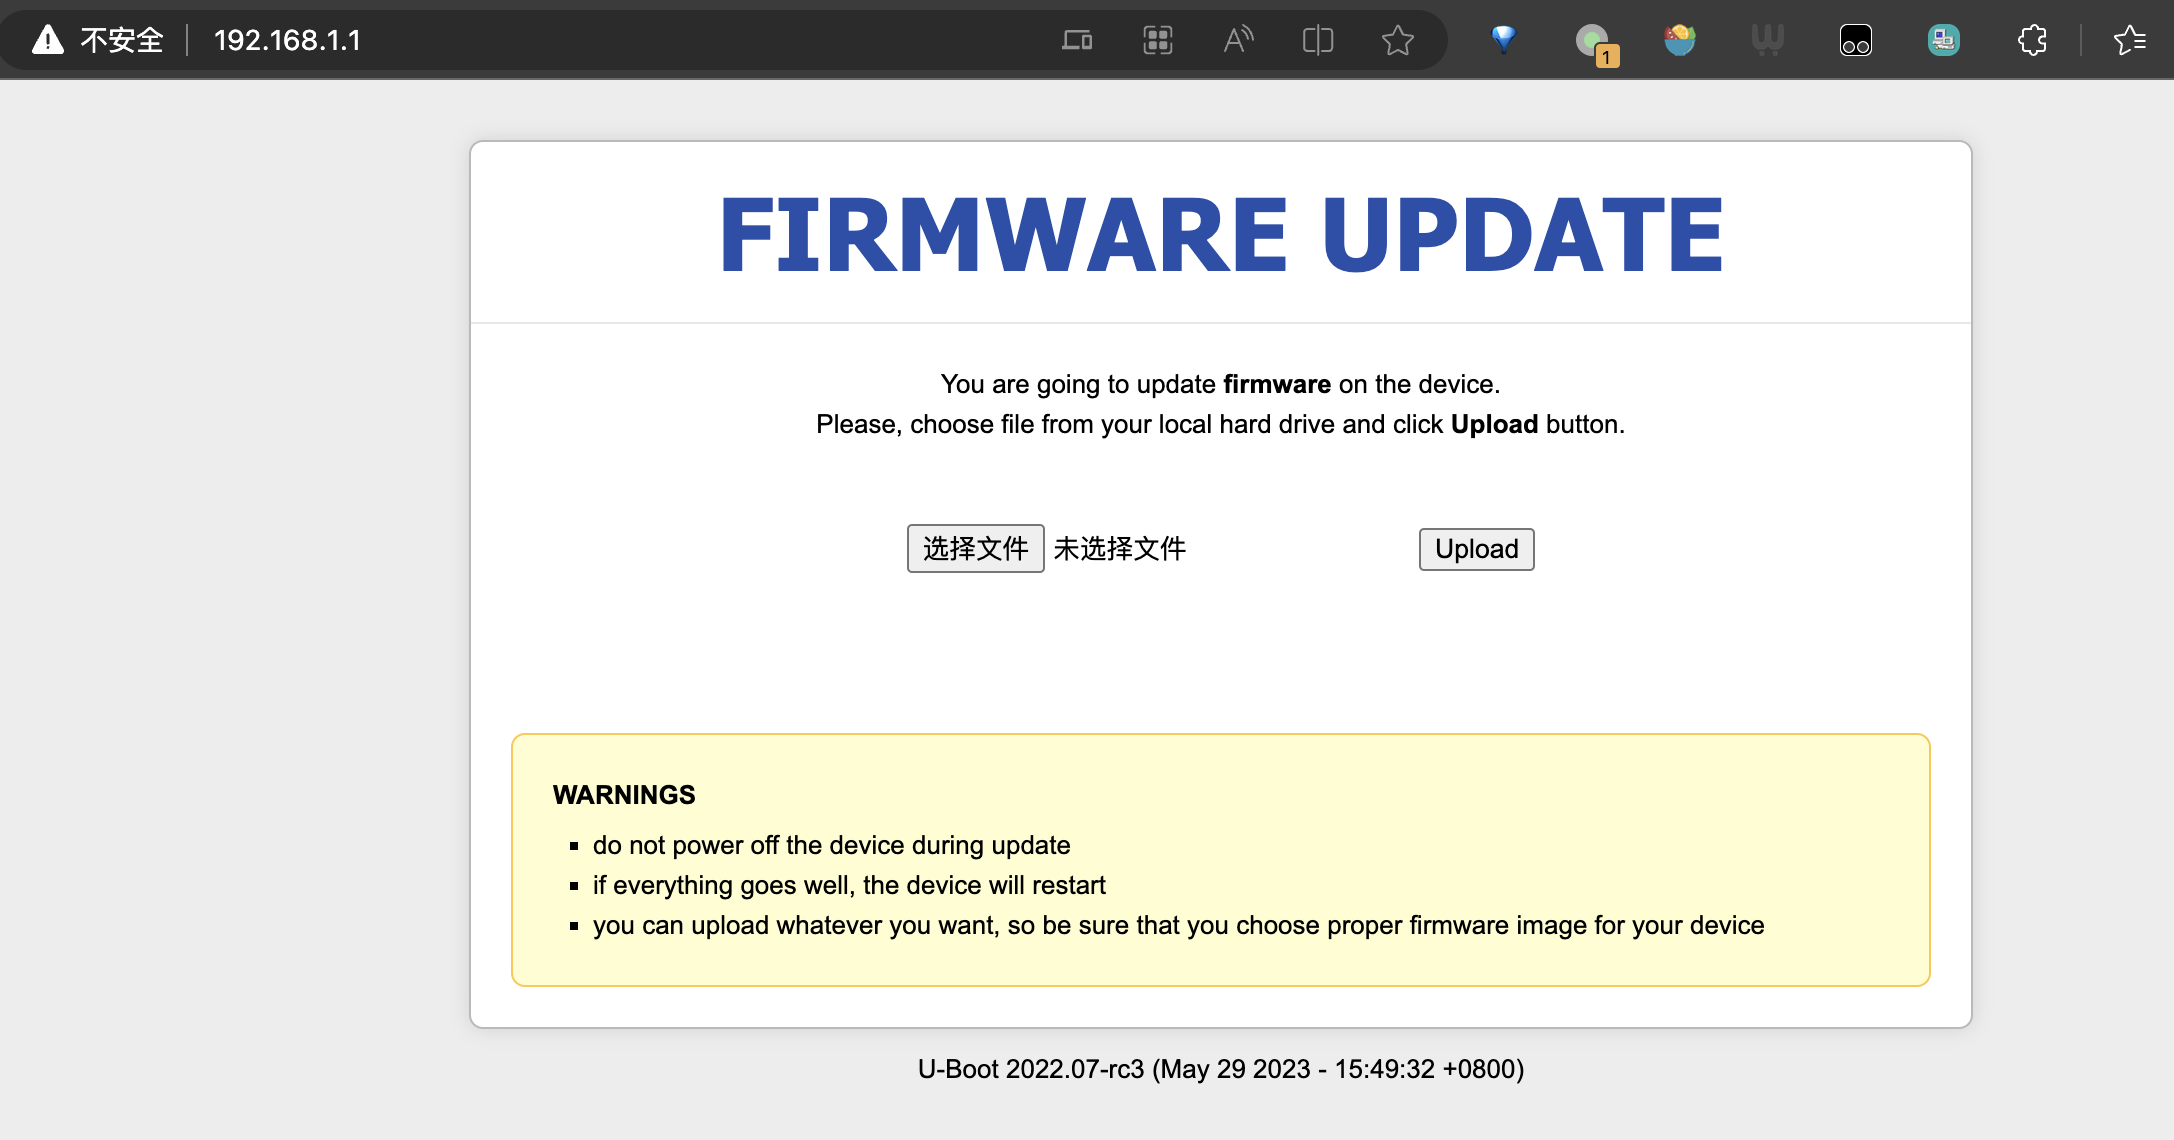 不安全 192.168.1.1
1
FIRMWARE UPDATE
You are going to update firmware on the device.
Please, choose file from your local hard drive and click Upload button.
选择文件 未选择文件 Upload
WARNINGS
do not power off the device during update
if everything goes well, the device will restart
you can upload whatever you want, so be sure that you choose proper firmware image for your device
U-Boot 2022.07-rc3 (May 29 2023 - 15:49:32 +0800)